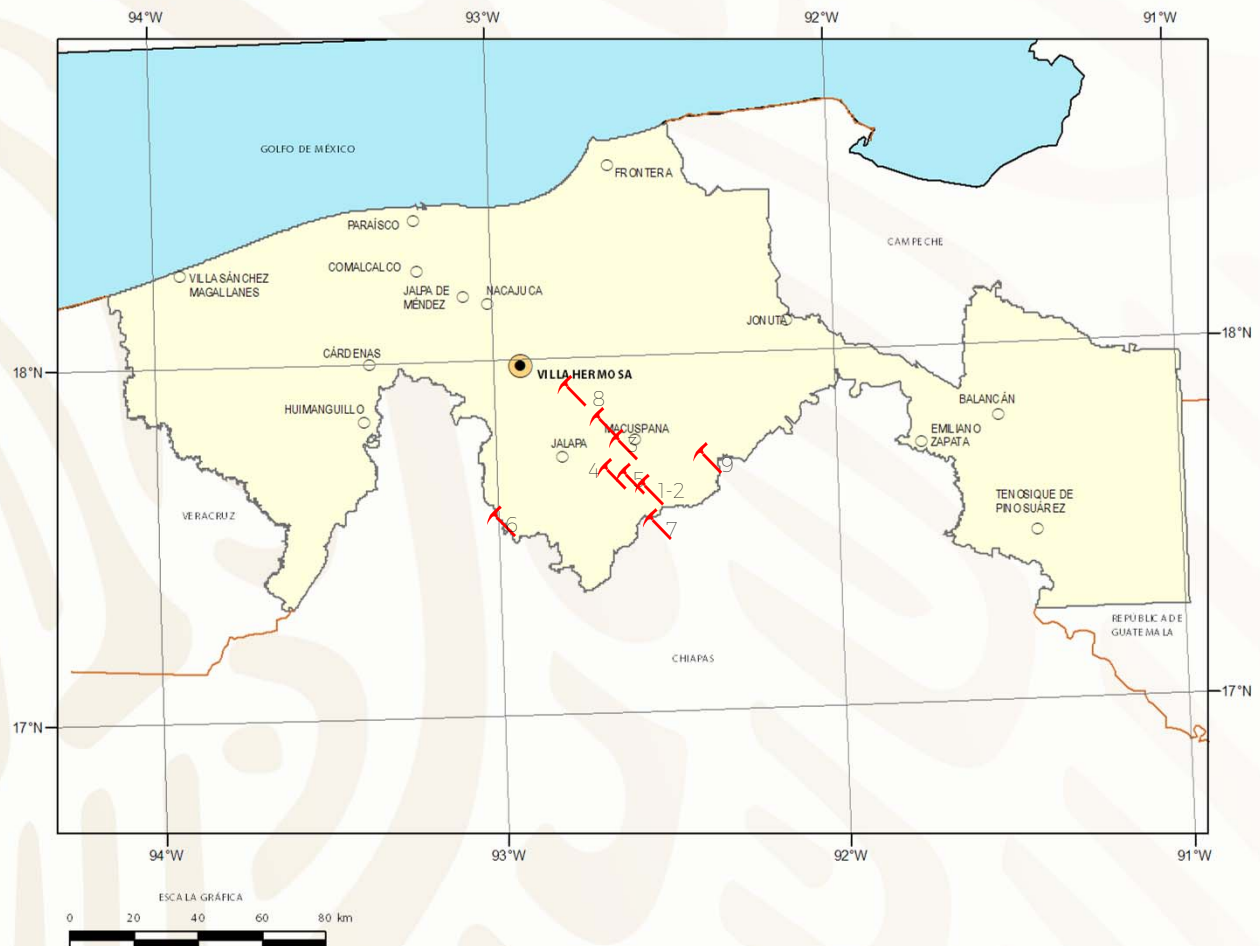 94°W
93°W
92°W
91°W
GOLFO DE MÉXICO
FRONTERA
PARAÍSCO
CAMPECHE
COMALCALCO
VILLA SÁNCHEZ
MAGALLANES
JALPA DE
MÉNDEZ
NACAJUCA
JONUTA
18°N
CÁRDENAS
18°N
VILLAHERMOSA
8
BALANCÁN
HUIMANGUILLO
MACUSPANA
EMILIANO
ZAPATA
JALAPA
3
9
4
5
1-2
TENOSIQUE DE
PINO SUÁREZ
VERACRUZ
6
7
REPÚBLICA DE
GUATEMALA
CHIAPAS
17°N
17°N
94°W
93°W
92°W
91°W
ESCALA GRÁFICA
0 20 40 60 80 km